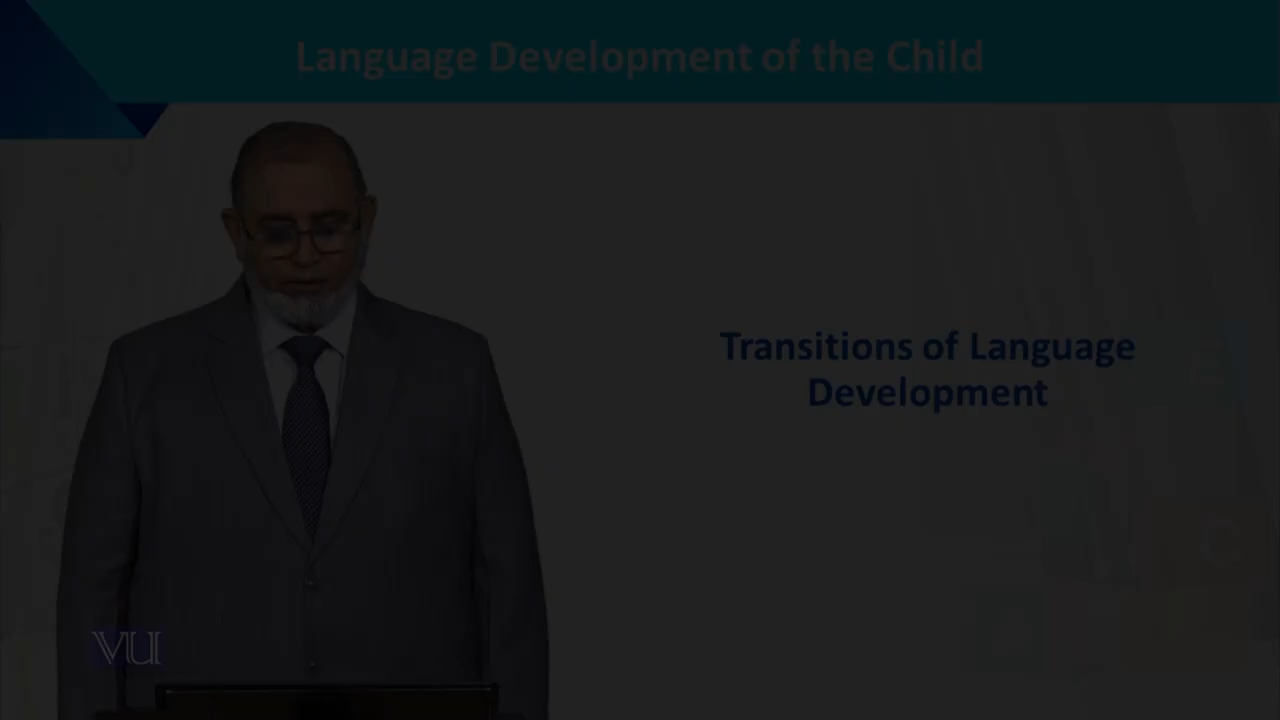 Language Development of the Child
Transitions of Language
Development
VU